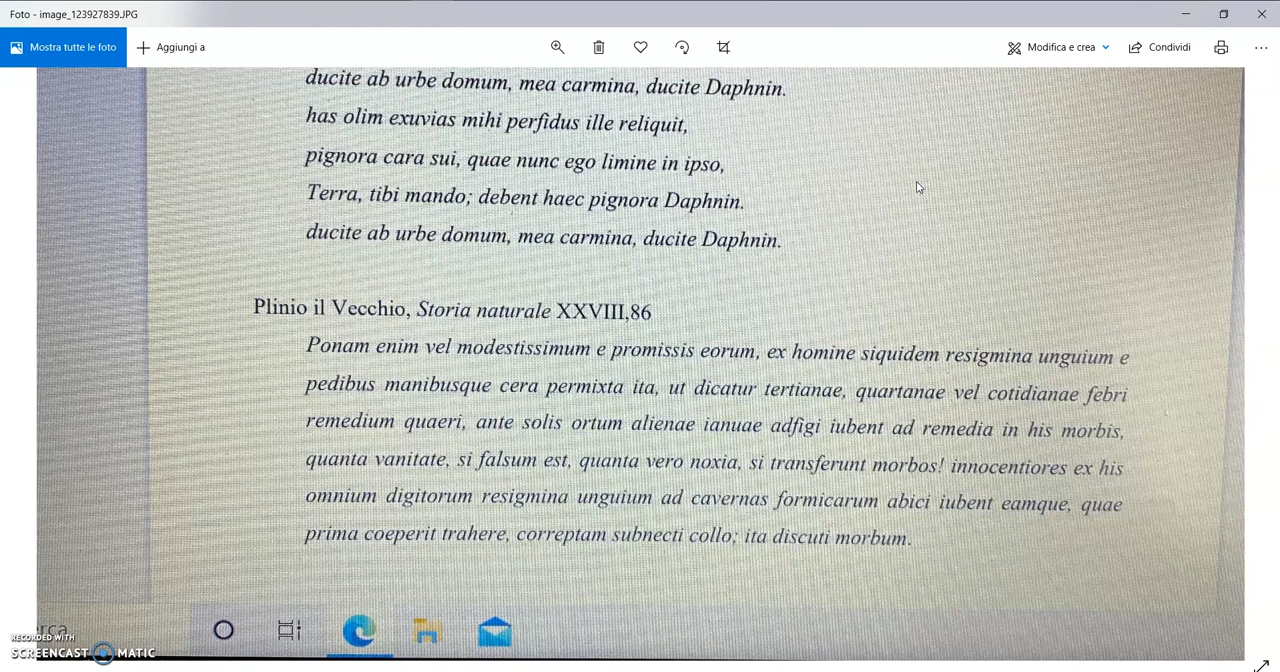 Foto - image_123927839.JPG
Mostra tutte le foto
Aggiungi a
Modifica e crea
Condividi
ducite ab urbe domum, mea carmina, ducite Daphnin.
has olim exuvias mihi perfidus ille reliquit,
pignora cara sui, quae nunc ego limine in ipso,
Terra, tibi mando; debent haec pignora Daphnin.
ducite ab urbe domum, mea carmina, ducite Daphnin.
Plinio il Vecchio, Storia naturale XXVIII,86
Ponam enim vel modestissimum e promissis eorum, ex homine siquidem resigmina unguium e
pedibus manibusque cera permixta ita, ut dicatur tertianae, quartanae vel cotidianae febri
remedium quaeri, ante solis ortum alienae ianuae adfigi iubent ad remedia in his morbis,
quanta vanitate, si falsum est, quanta vero noxia, si transferunt morbos! innocentiores ex his
omnium digitorum resigmina unguium ad cavernas formicarum abici iubent eamque, quae
prima coeperit trahere, correptam subnecti collo; ita discuti morbum.
RECORDED WITH
SCREENCAST MATIC